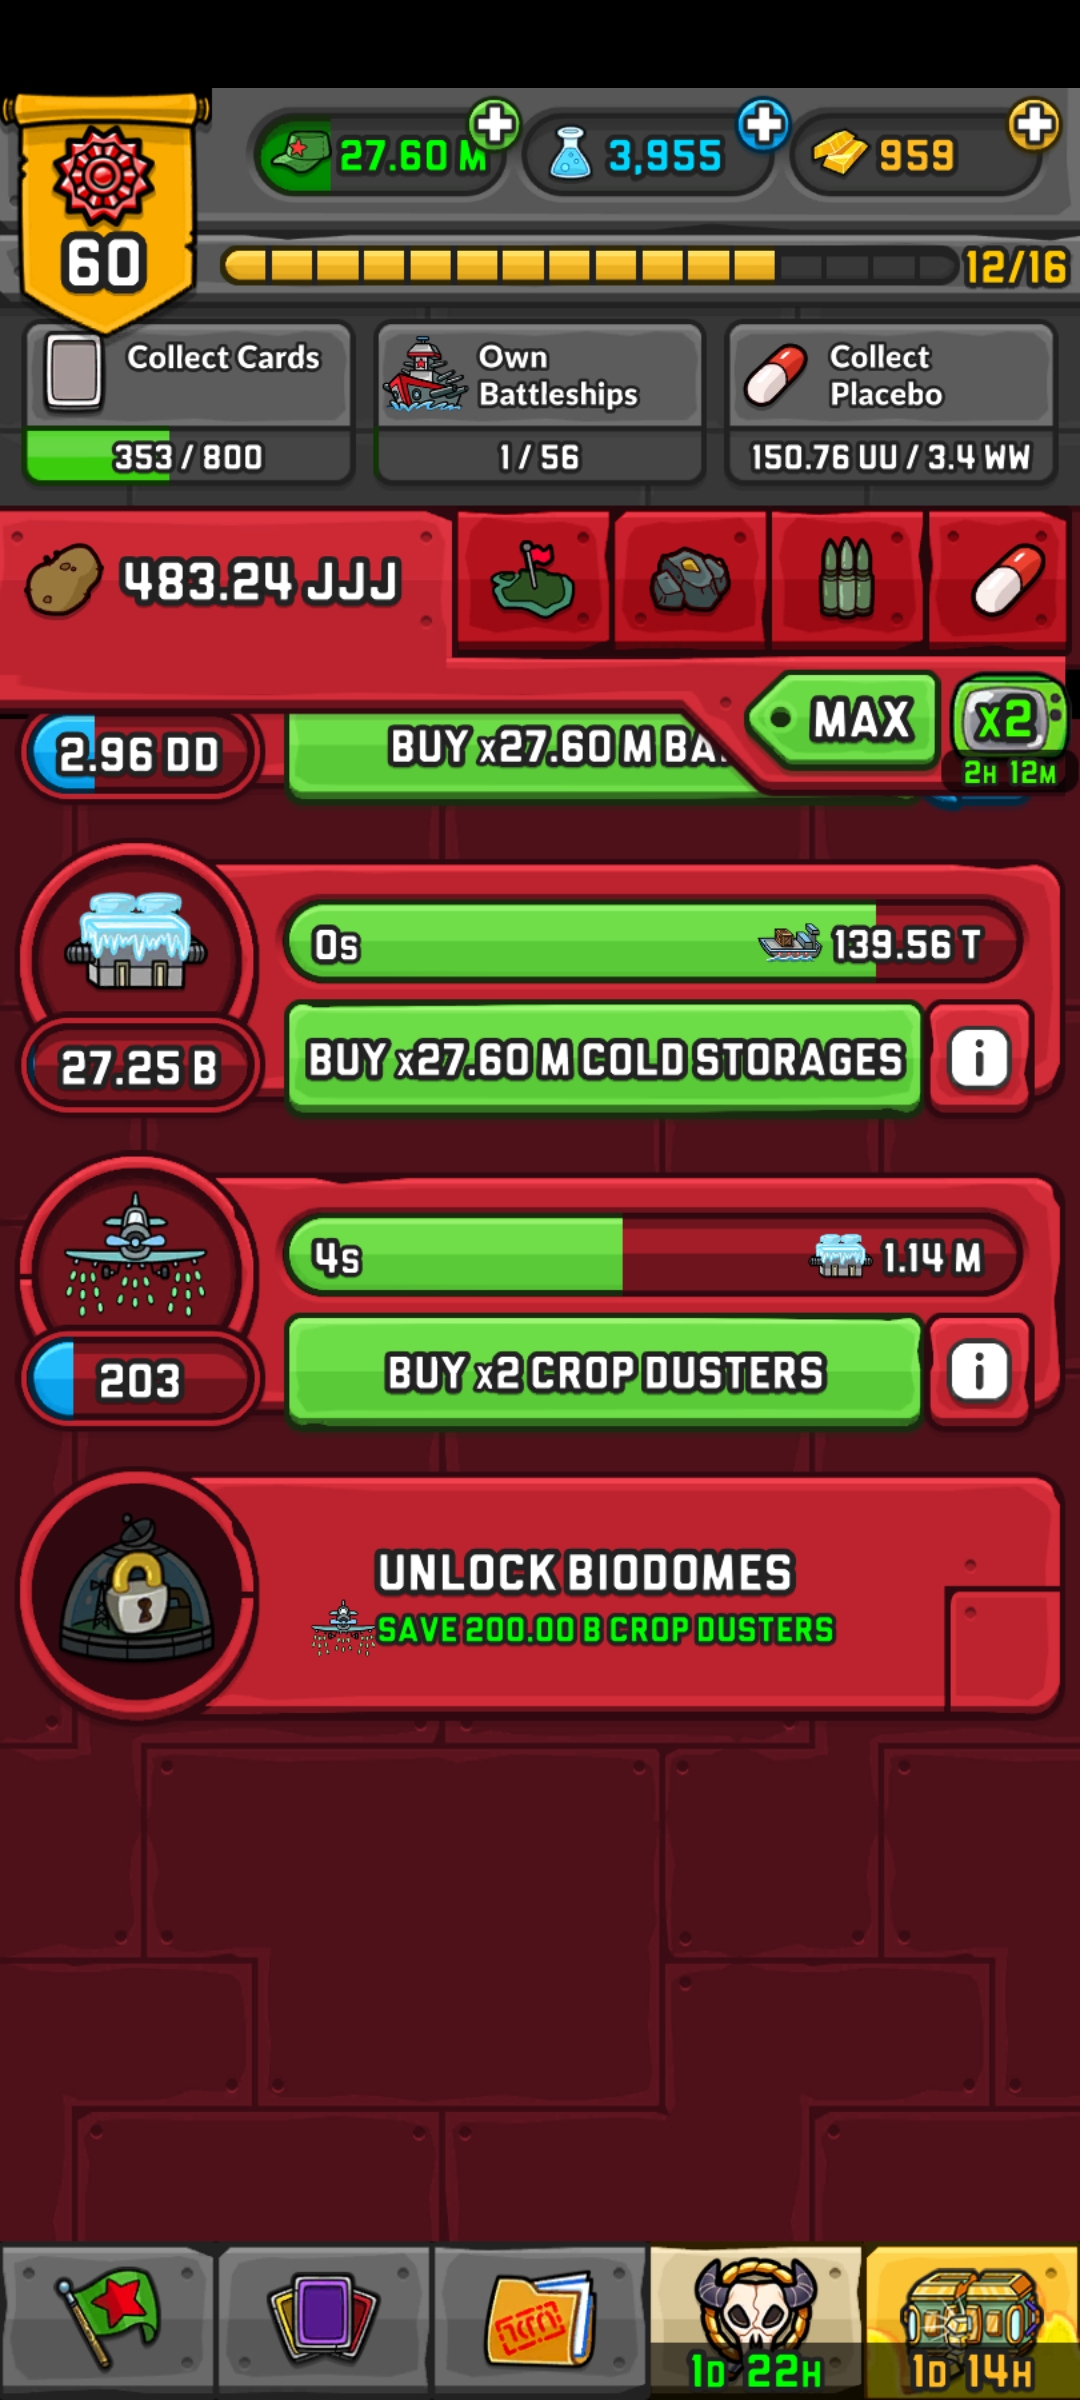 60
27.60 M
3,955
959
12/16
Collect Cards
353 / 800
Own
Battleships
1 / 56
Collect
Placebo
150.76 UU / 3.4 WW
483.24 JJJ
MAX
x2
2H 12M
2.96 DD
BUY x27.60 M BA
0s
139.56 T
27.25 B
BUY x27.60 M COLD STORAGES
i
4s
1.14 M
203
BUY x2 CROP DUSTERS
i
UNLOCK BIODOMES
SAVE 200.00 B CROP DUSTERS
1D 22H
1D 14H